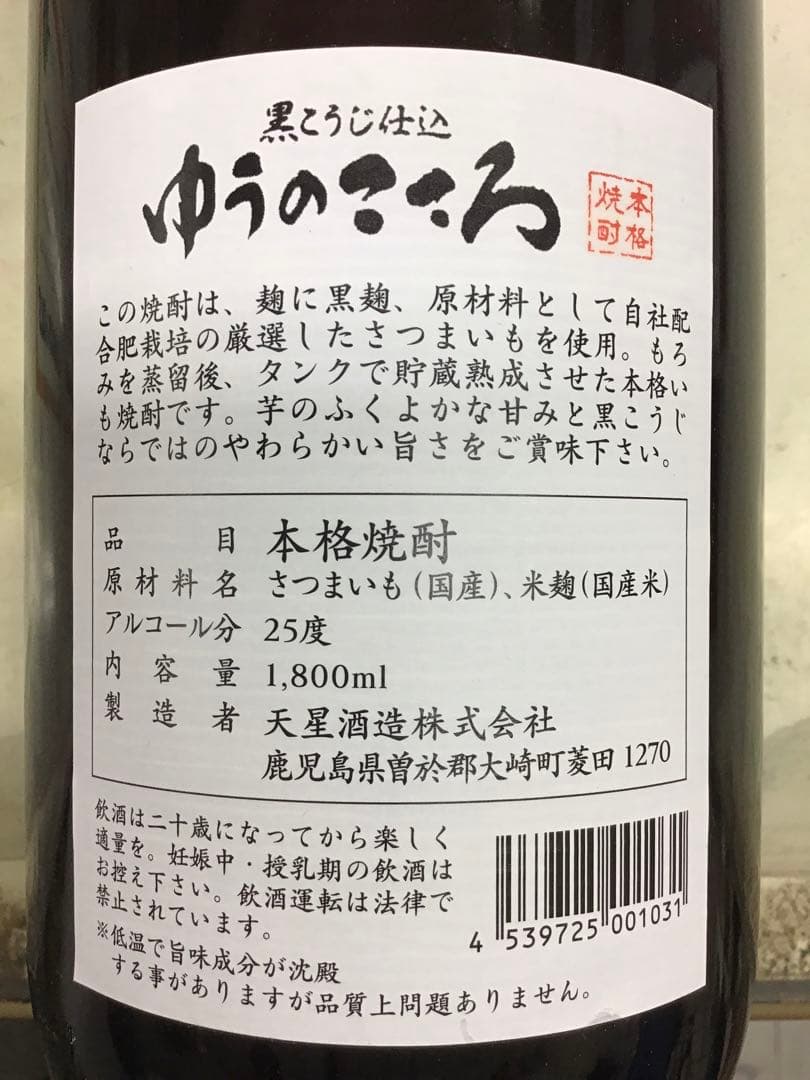 黒こうじ仕込
ゆうのこころ
本格
焼酎
この焼酎は、麹に黒麹、原材料として自社配
合肥栽培の厳選したさつまいもを使用。もろ
みを蒸留後、タンクで貯蔵熟成させた本格い
も焼酎です。芋のふくよかな甘みと黒こうじ
ならではのやわらかい旨さをご賞味下さい。
品目 本格焼酎
原材料名 さつまいも(国産)、米麹(国産米)
アルコール分 25度
内容量 1,800ml
製造者 天星酒造株式会社
鹿児島県曽於郡大崎町菱田1270
飲酒は二十歳になってから楽しく
適量を。妊娠中・授乳期の飲酒は
お控え下さい。飲酒運転は法律で
禁止されています。
※低温で旨味成分が沈殿
する事がありますが品質上問題ありません。
4 539725 001031